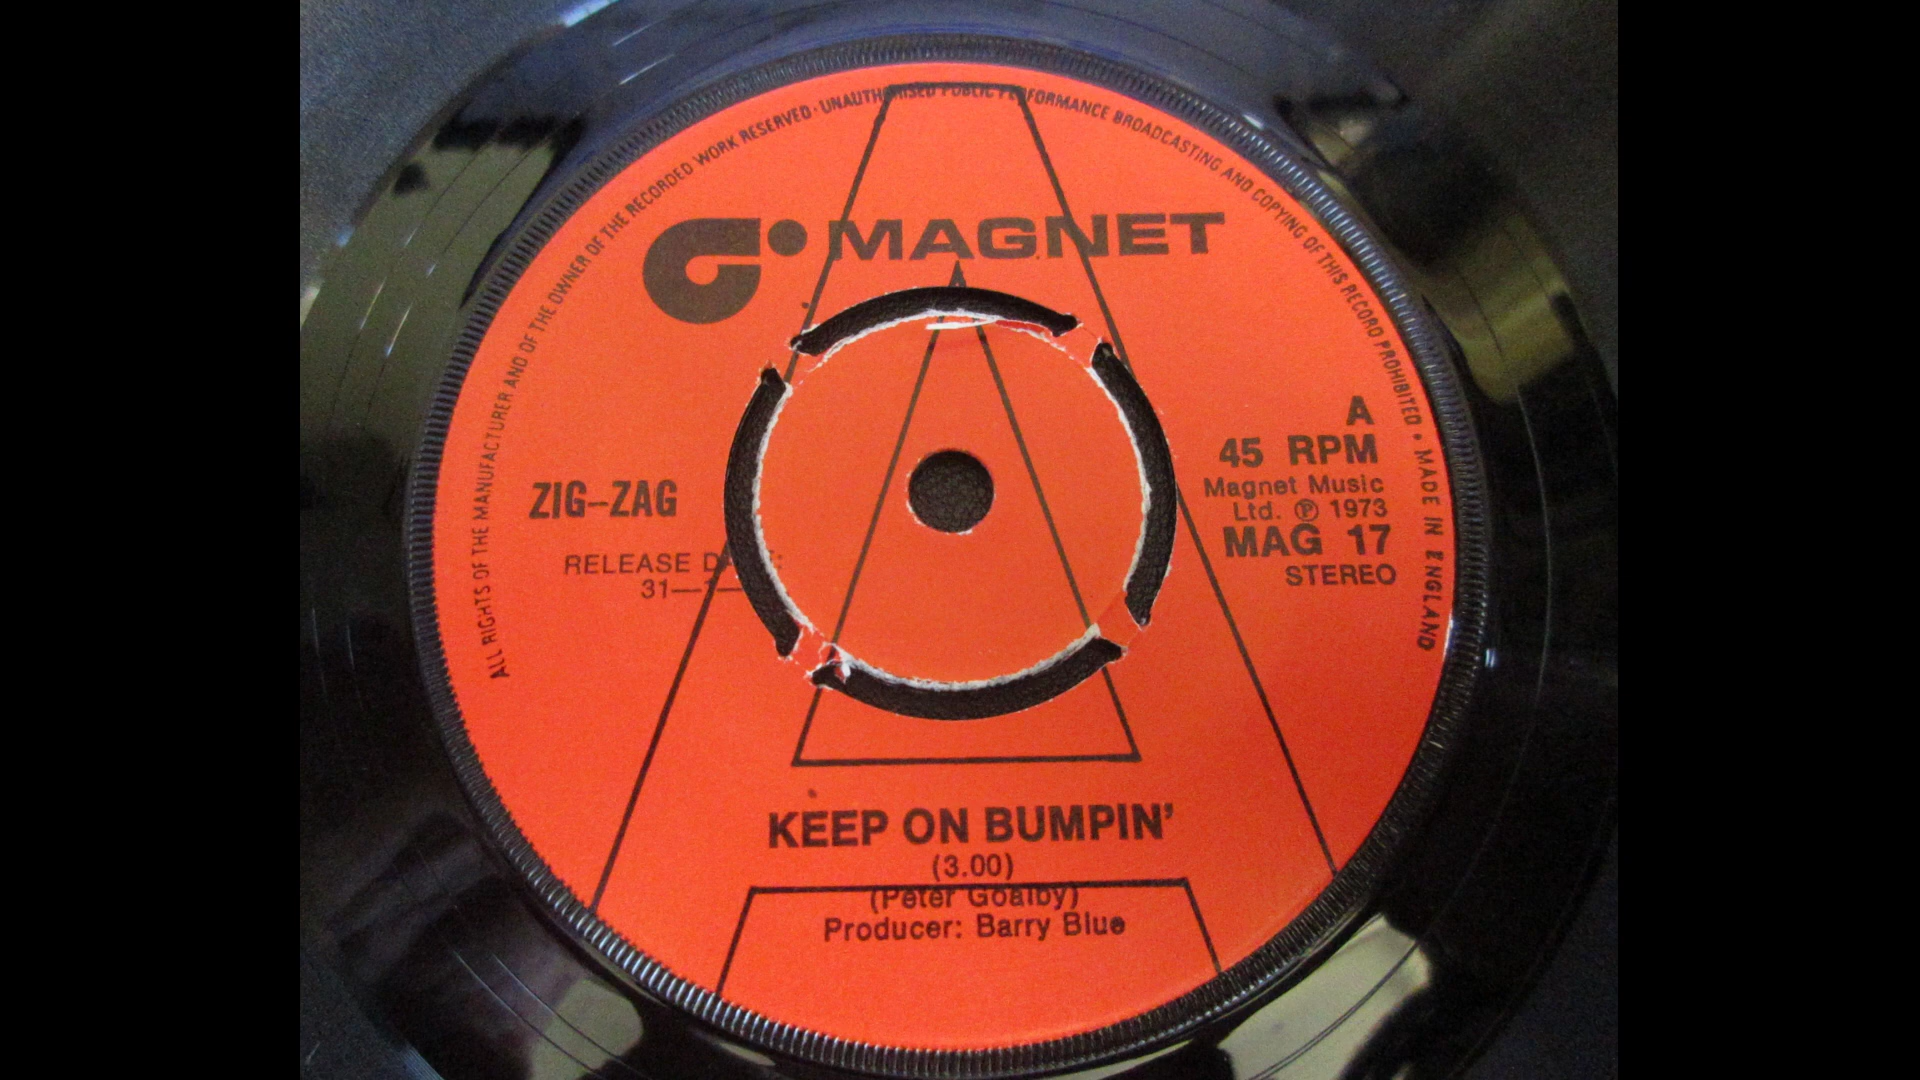 ALL RIGHTS OF THE MANUFACTURER AND OF THE OWNER OF THE RECORDED WORK RESERVED · UNAUTHORISED PUBLIC PERFORMANCE BROADCASTING AND COPYING OF THIS RECORD PROHIBITED • MADE IN ENGLAND
MAGNET
A
A
45 RPM
Magnet Music
Ltd. ℗ 1973
MAG 17
STEREO
ZIG–ZAG
RELEASE
31—1—
KEEP ON BUMPIN'
(3.00)
(Peter Goalby)
Producer: Barry Blue